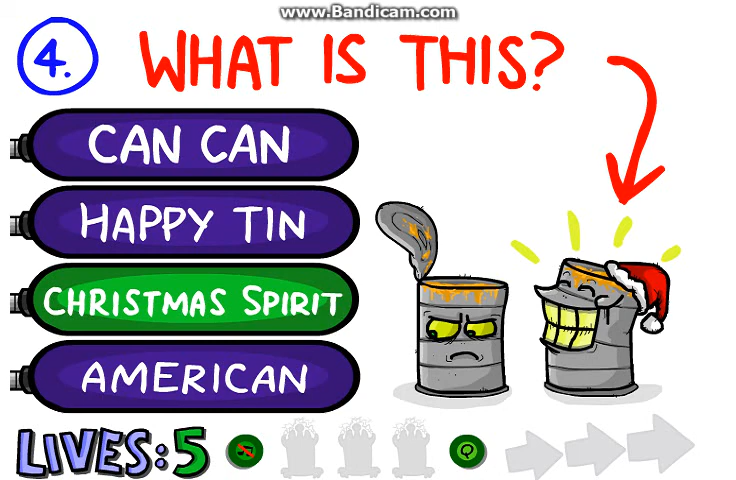 www.Bandicam.com
4. WHAT IS THIS?
CAN CAN
HAPPY TIN
CHRISTMAS SPIRIT
AMERICAN
LIVES:5